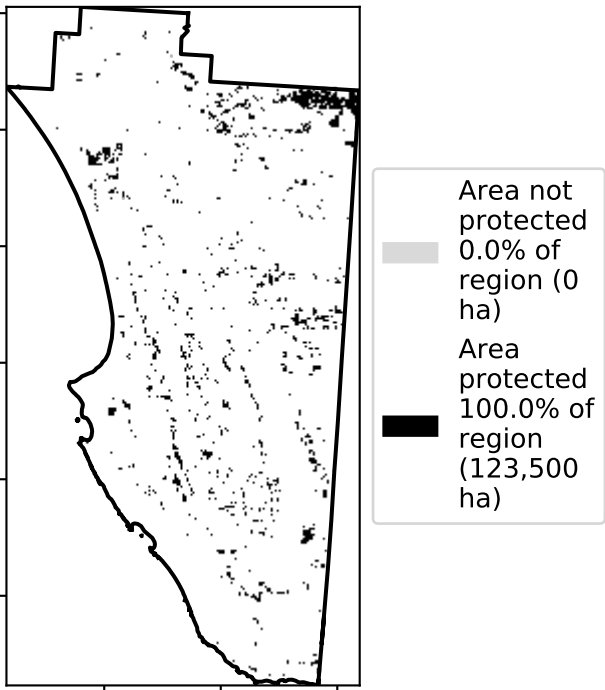 Area not
protected
0.0% of
region (0
ha)
Area
protected
100.0% of
region
(123,500
ha)